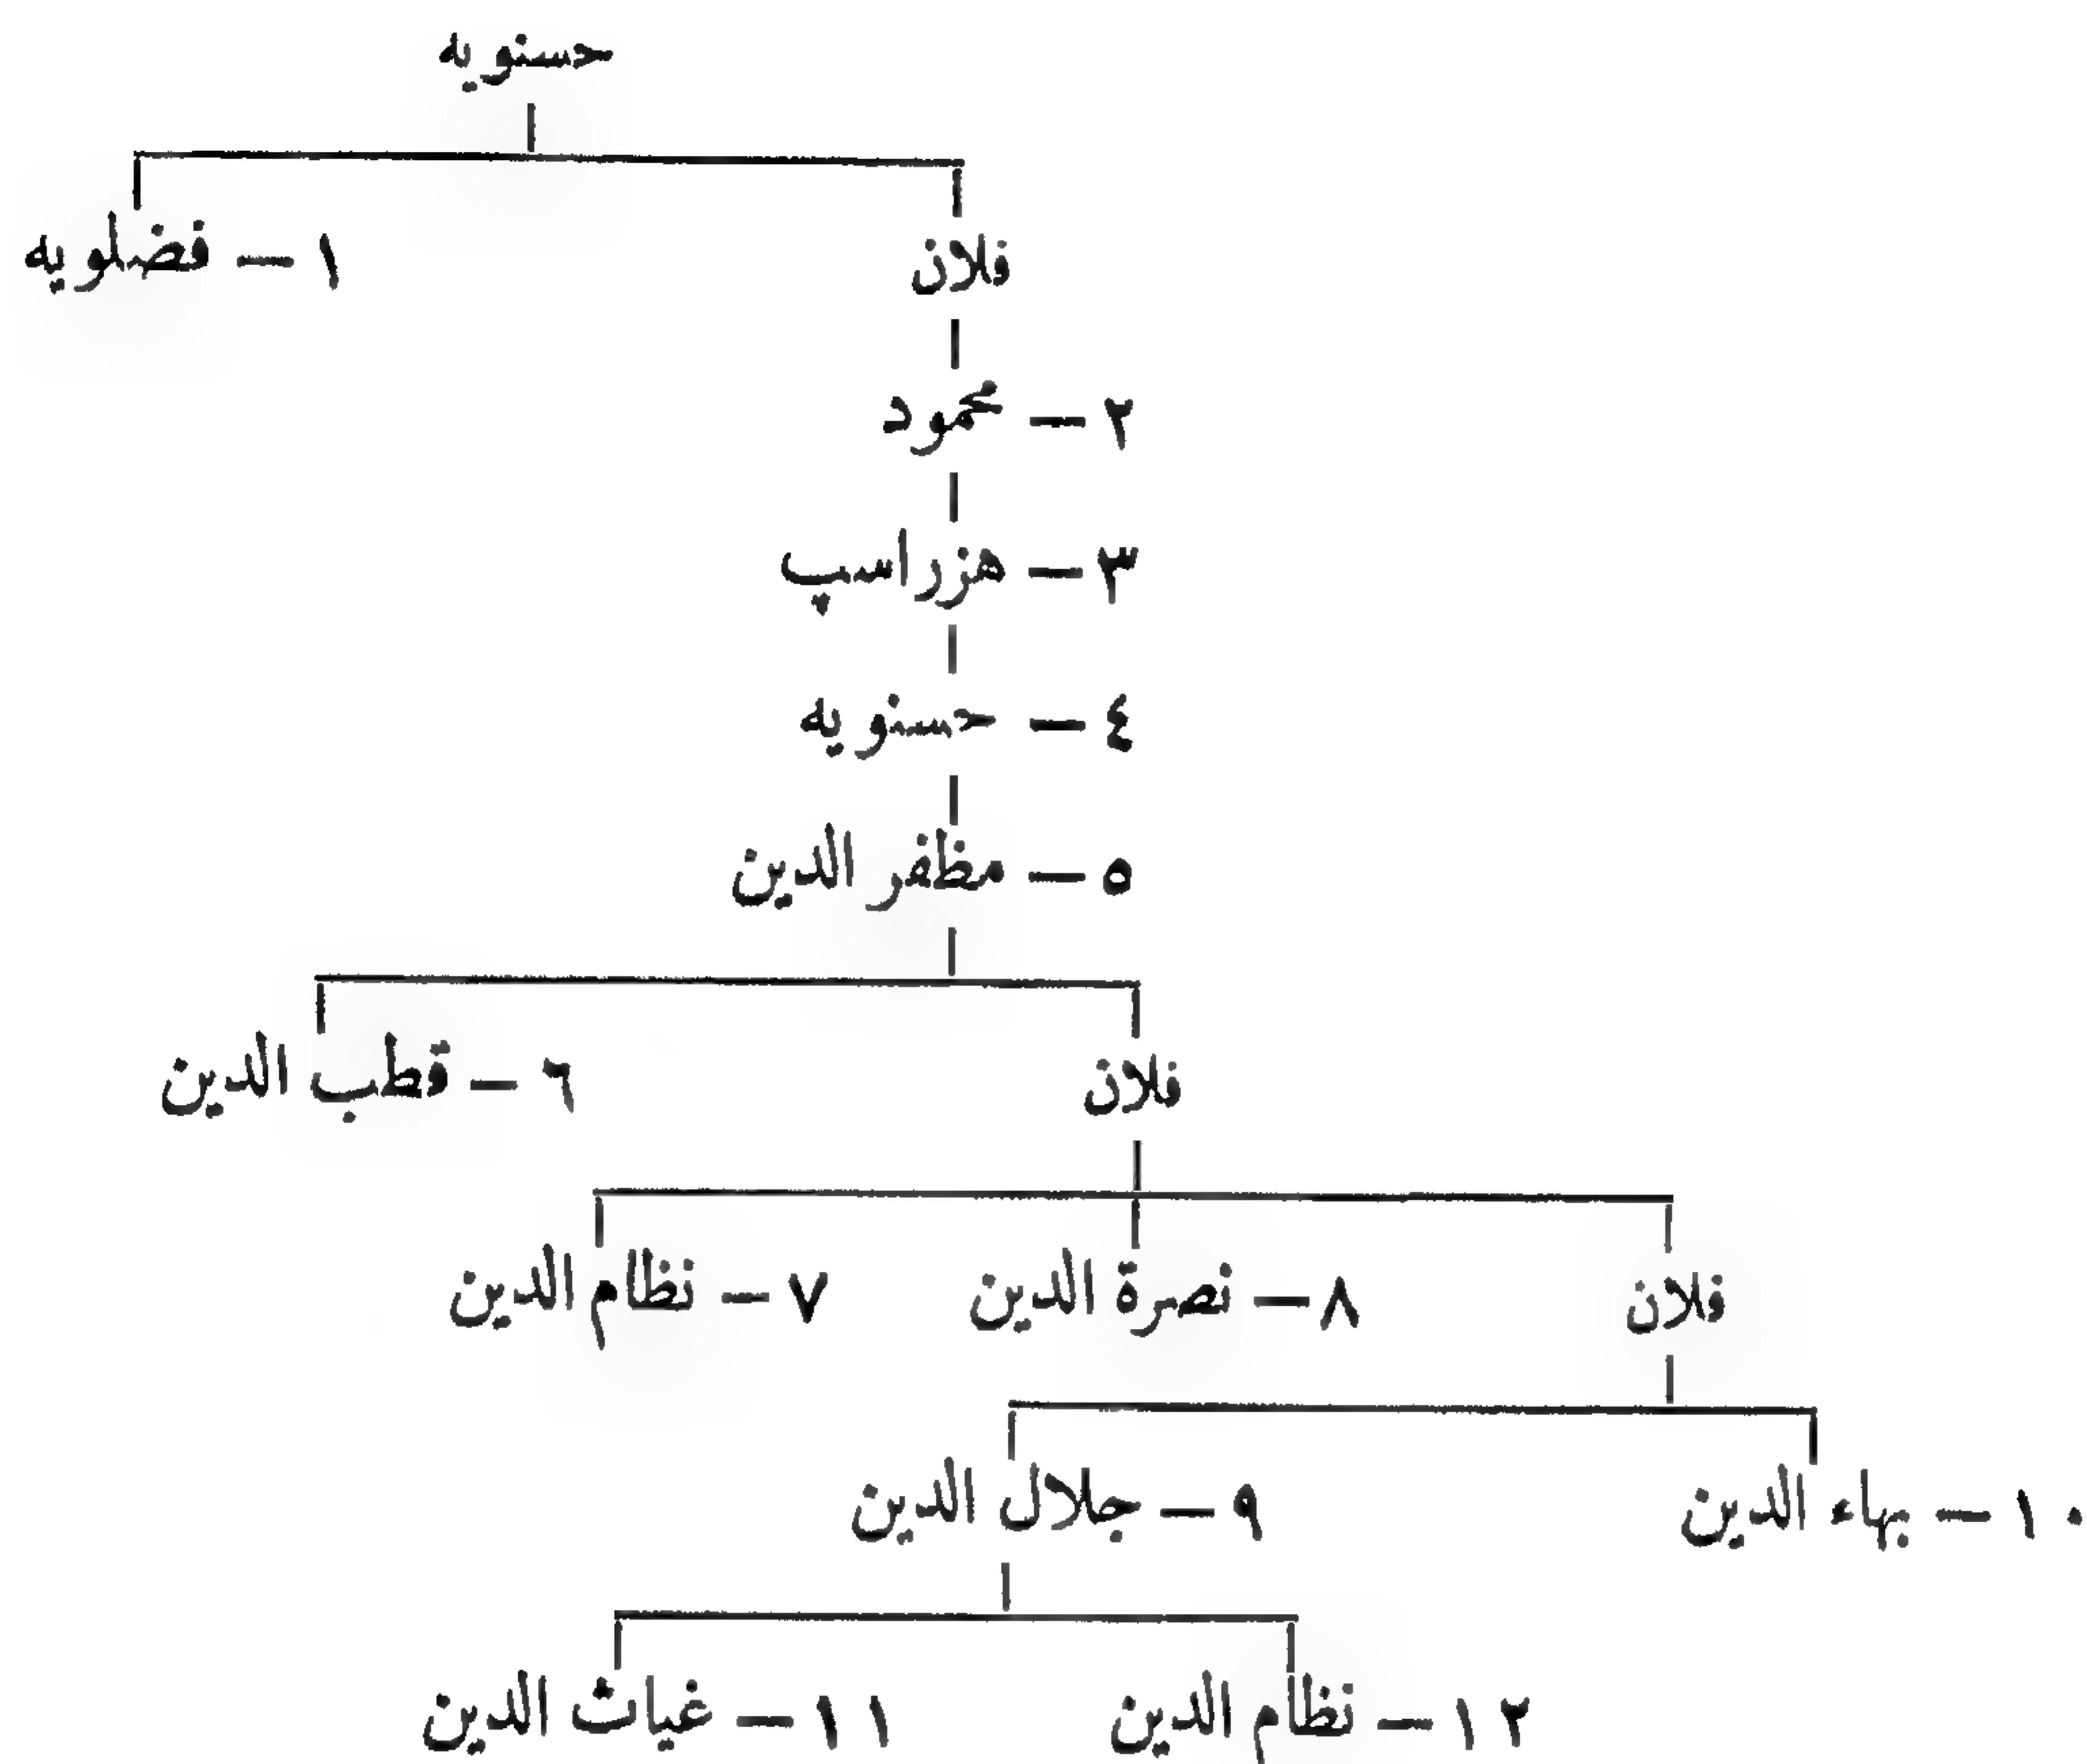 حسنويه
فلان ١ — فضلويه
٢ — محمود
٣ — هزراسپ
٤ — حسنويه
٥ — مظفر الدين
فلان ٦ — قطب الدين
فلان ٨ — نصرة الدين ٧ — نظام الدين
١٠ — بهاء الدين ٩ — جلال الدين
١٢ — نظام الدين ١١ — غياث الدين